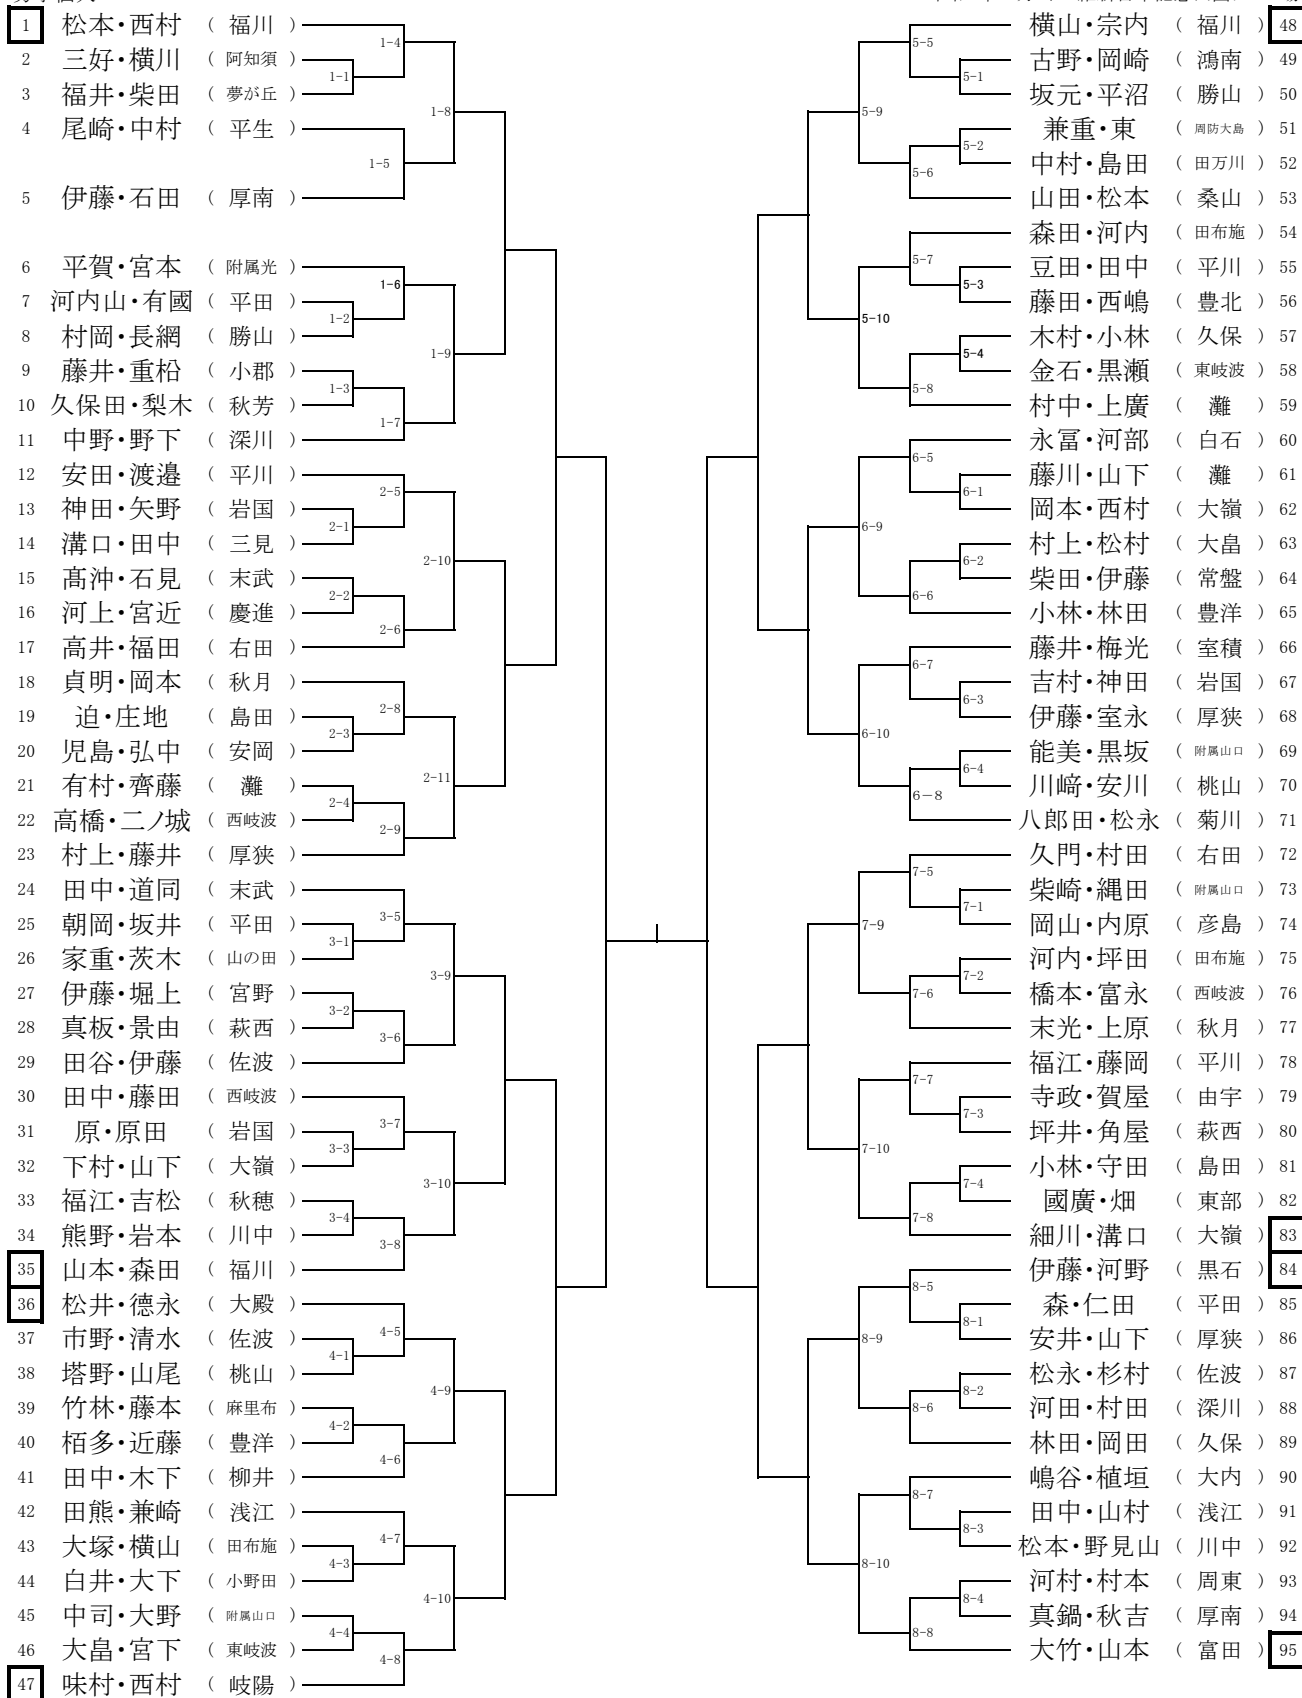 1 松本・西村 ( 福川 )
2 三好・横川 ( 阿知須 )
3 福井・柴田 ( 夢が丘 )
4 尾崎・中村 ( 平生 )
5 伊藤・石田 ( 厚南 )
6 平賀・宮本 ( 附属光 )
7 河内山・有國 ( 平田 )
8 村岡・長網 ( 勝山 )
9 藤井・重松 ( 小郡 )
10 久保田・梨木 ( 秋芳 )
11 中野・野下 ( 深川 )
12 安田・渡邉 ( 平川 )
13 神田・矢野 ( 岩国 )
14 溝口・田中 ( 三見 )
15 髙沖・石見 ( 末武 )
16 河上・宮近 ( 慶進 )
17 高井・福田 ( 右田 )
18 貞明・岡本 ( 秋月 )
19 迫・庄地 ( 島田 )
20 児島・弘中 ( 安岡 )
21 有村・齊藤 ( 灘 )
22 高橋・二ノ城 ( 西岐波 )
23 村上・藤井 ( 厚狭 )
24 田中・道同 ( 末武 )
25 朝岡・坂井 ( 平田 )
26 家重・茨木 ( 山の田 )
27 伊藤・堀上 ( 宮野 )
28 真板・景由 ( 萩西 )
29 田谷・伊藤 ( 佐波 )
30 田中・藤田 ( 西岐波 )
31 原・原田 ( 岩国 )
32 下村・山下 ( 大嶺 )
33 福江・吉松 ( 秋穂 )
34 熊野・岩本 ( 川中 )
35 山本・森田 ( 福川 )
36 松井・德永 ( 大殿 )
37 市野・清水 ( 佐波 )
38 塔野・山尾 ( 桃山 )
39 竹林・藤本 ( 麻里布 )
40 栢多・近藤 ( 豊洋 )
41 田中・木下 ( 柳井 )
42 田熊・兼崎 ( 浅江 )
43 大塚・横山 ( 田布施 )
44 白井・大下 ( 小野田 )
45 中司・大野 ( 附属山口 )
46 大畠・宮下 ( 東岐波 )
47 味村・西村 ( 岐陽 )
1-4
1-1
1-8
1-5
1-6
1-2
1-9
1-3
1-7
2-5
2-1
2-10
2-2
2-6
2-8
2-3
2-11
2-4
2-9
3-5
3-1
3-9
3-2
3-6
3-7
3-3
3-10
3-4
3-8
4-5
4-1
4-9
4-2
4-6
4-7
4-3
4-10
4-4
4-8
5-5
5-1
5-9
5-2
5-6
5-7
5-3
5-10
5-4
5-8
6-5
6-1
6-9
6-2
6-6
6-7
6-3
6-10
6-4
6−8
7-5
7-1
7-9
7-2
7-6
7-7
7-3
7-10
7-4
7-8
8-5
8-1
8-9
8-2
8-6
8-7
8-3
8-10
8-4
8-8
横山・宗内 ( 福川 ) 48
古野・岡崎 ( 鴻南 ) 49
坂元・平沼 ( 勝山 ) 50
兼重・東 ( 周防大島 ) 51
中村・島田 ( 田万川 ) 52
山田・松本 ( 桑山 ) 53
森田・河内 ( 田布施 ) 54
豆田・田中 ( 平川 ) 55
藤田・西嶋 ( 豊北 ) 56
木村・小林 ( 久保 ) 57
金石・黒瀬 ( 東岐波 ) 58
村中・上廣 ( 灘 ) 59
永冨・河部 ( 白石 ) 60
藤川・山下 ( 灘 ) 61
岡本・西村 ( 大嶺 ) 62
村上・松村 ( 大畠 ) 63
柴田・伊藤 ( 常盤 ) 64
小林・林田 ( 豊洋 ) 65
藤井・梅光 ( 室積 ) 66
吉村・神田 ( 岩国 ) 67
伊藤・室永 ( 厚狭 ) 68
能美・黒坂 ( 附属山口 ) 69
川﨑・安川 ( 桃山 ) 70
八郎田・松永 ( 菊川 ) 71
久門・村田 ( 右田 ) 72
柴崎・縄田 ( 附属山口 ) 73
岡山・内原 ( 彦島 ) 74
河内・坪田 ( 田布施 ) 75
橋本・富永 ( 西岐波 ) 76
末光・上原 ( 秋月 ) 77
福江・藤岡 ( 平川 ) 78
寺政・賀屋 ( 由宇 ) 79
坪井・角屋 ( 萩西 ) 80
小林・守田 ( 島田 ) 81
國廣・畑 ( 東部 ) 82
細川・溝口 ( 大嶺 ) 83
伊藤・河野 ( 黒石 ) 84
森・仁田 ( 平田 ) 85
安井・山下 ( 厚狭 ) 86
松永・杉村 ( 佐波 ) 87
河田・村田 ( 深川 ) 88
林田・岡田 ( 久保 ) 89
嶋谷・植垣 ( 大内 ) 90
田中・山村 ( 浅江 ) 91
松本・野見山 ( 川中 ) 92
河村・村本 ( 周東 ) 93
真鍋・秋吉 ( 厚南 ) 94
大竹・山本 ( 富田 ) 95